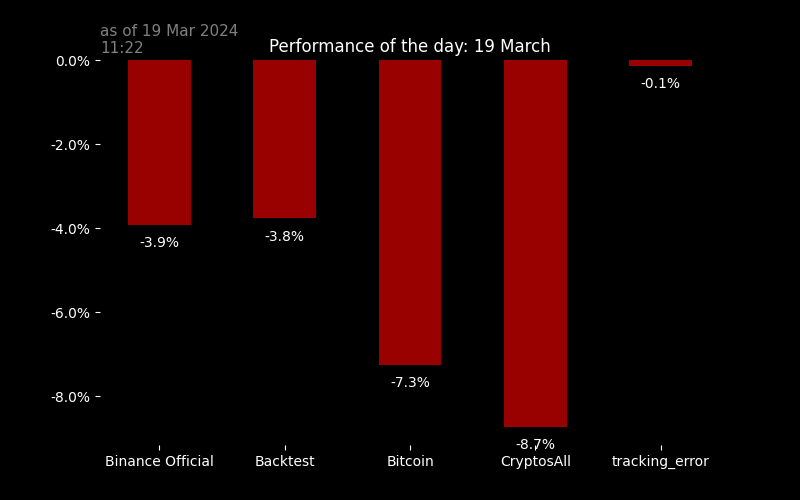 as of 19 Mar 2024
11:22
Performance of the day: 19 March
0.0%
-2.0%
-4.0%
-6.0%
-8.0%
-3.9%
-3.8%
-7.3%
-8.7%
-0.1%
Binance Official
Backtest
Bitcoin
CryptosAll
tracking_error